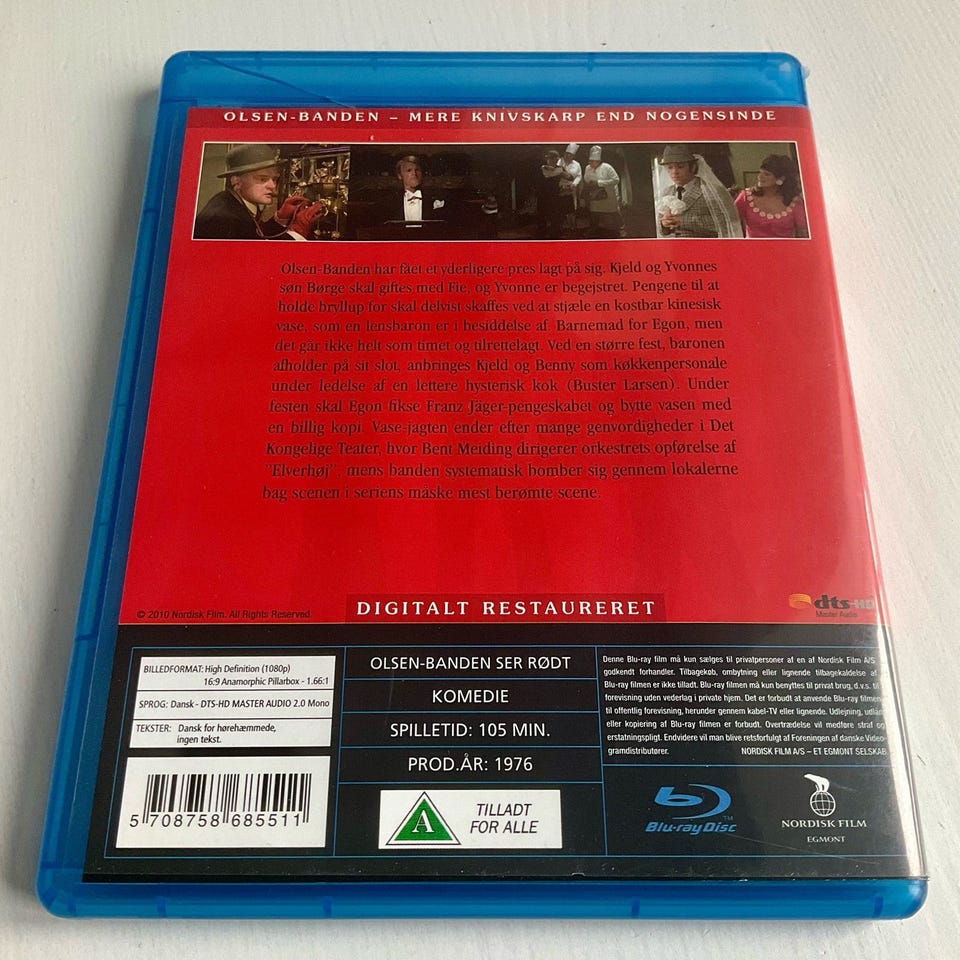 OLSEN-BANDEN – MERE KNIVSKARP END NOGENSINDE
Olsen-Banden har fået et yderligere pres lagt på sig. Kjeld og Yvonnes
søn Børge skal giftes med Fie, og Yvonne er begejstret. Pengene til at
holde bryllup for skal delvist skaffes ved at stjæle en kostbar kinesisk
vase, som en lensbaron er i besiddelse af. Barnemad for Egon, men
det går ikke helt som timet og tilrettelagt. Ved en større fest, baronen
afholder på sit slot, anbringes Kjeld og Benny som køkkenpersonale
under ledelse af en lettere hysterisk kok (Buster Larsen). Under
festen skal Egon fikse Franz Jäger-pengeskabet og bytte vasen med
en billig kopi. Vase-jagten ender efter mange genvordigheder i Det
Kongelige Teater, hvor Bent Meiding dirigerer orkestrets opførelse af
"Elverhøj", mens banden systematisk bomber sig gennem lokalerne
bag scenen i seriens måske mest berømte scene.
© 2010 Nordisk Film. All Rights Reserved.
DIGITALT RESTAURERET
dts-HD
Master Audio
BILLEDFORMAT: High Definition (1080p)
16:9 Anamorphic Pillarbox - 1.66:1
SPROG: Dansk - DTS-HD MASTER AUDIO 2.0 Mono
TEKSTER: Dansk for hørehæmmede,
ingen tekst.
5 708758 685511
OLSEN-BANDEN SER RØDT
KOMEDIE
SPILLETID: 105 MIN.
PROD.ÅR: 1976
A
TILLADT
FOR ALLE
Denne Blu-ray film må kun sælges til privatpersoner af en af Nordisk Film A/S
godkendt forhandler. Tilbagekøb, ombytning eller lignende tilbagekaldelse af
Blu-ray filmen er ikke tilladt. Blu-ray filmen må kun benyttes til privat brug, d.v.s. til
forevisning uden vederlag i private hjem. Det er forbudt at anvende Blu-ray filmen
til offentlig forevisning, herunder gennem kabel-TV eller lignende. Udlejning, udlån
eller kopiering af Blu-ray filmen er forbudt. Overtrædelse vil medføre straf og
erstatningspligt. Endvidere vil man blive retsforfulgt af Foreningen af danske Video-
gramdistributører. NORDISK FILM A/S – ET EGMONT SELSKAB
Blu-ray Disc
TM
NORDISK FILM
EGMONT